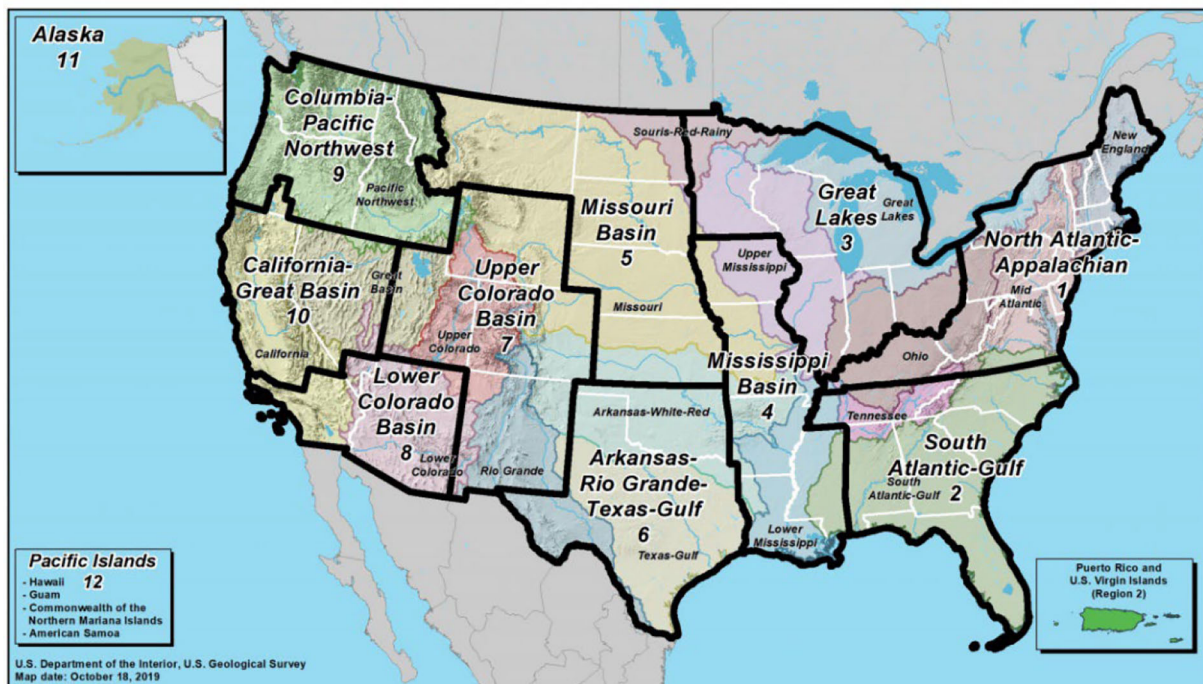 Alaska
11
Columbia-
Pacific
Northwest
9
Pacific
Northwest
Souris-Red-Rainy
New
England
Great
Lakes
3
Great
Lakes
Missouri
Basin
5
Missouri
North Atlantic-
Appalachian
1
Mid
Atlantic
Upper
Mississippi
California-
Great Basin
10
Great
Basin
California
Upper
Colorado
Basin
7
Upper
Colorado
Ohio
Mississippi
Basin
4
Lower
Colorado
Basin
8
Lower
Colorado
Rio Grande
Arkansas-White-Red
Tennessee
Arkansas-
Rio Grande-
Texas-Gulf
6
Texas-Gulf
South
Atlantic-Gulf
2
South
Atlantic-Gulf
Lower
Mississippi
Pacific Islands
12
- Hawaii
- Guam
- Commonwealth of the
Northern Mariana Islands
- American Samoa
Puerto Rico and
U.S. Virgin Islands
(Region 2)
U.S. Department of the Interior, U.S. Geological Survey
Map date: October 18, 2019